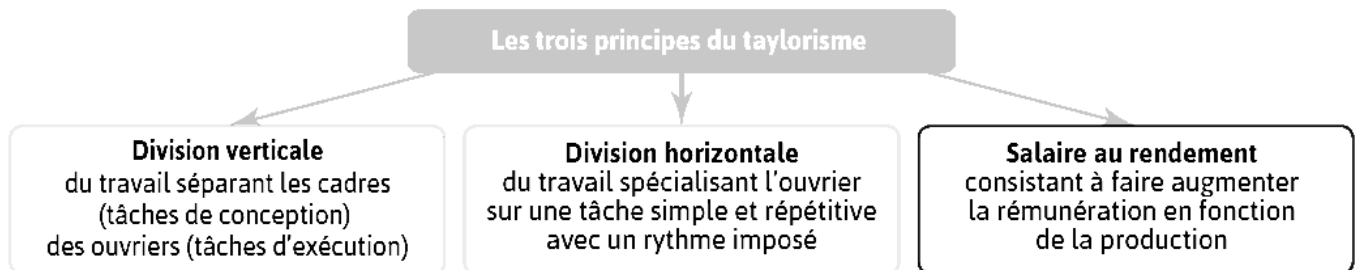 Les trois principes du taylorisme
Division verticale
du travail séparant les cadres
(tâches de conception)
des ouvriers (tâches d'exécution)
Division horizontale
du travail spécialisant l'ouvrier
sur une tâche simple et répétitive
avec un rythme imposé
Salaire au rendement
consistant à faire augmenter
la rémunération en fonction
de la production